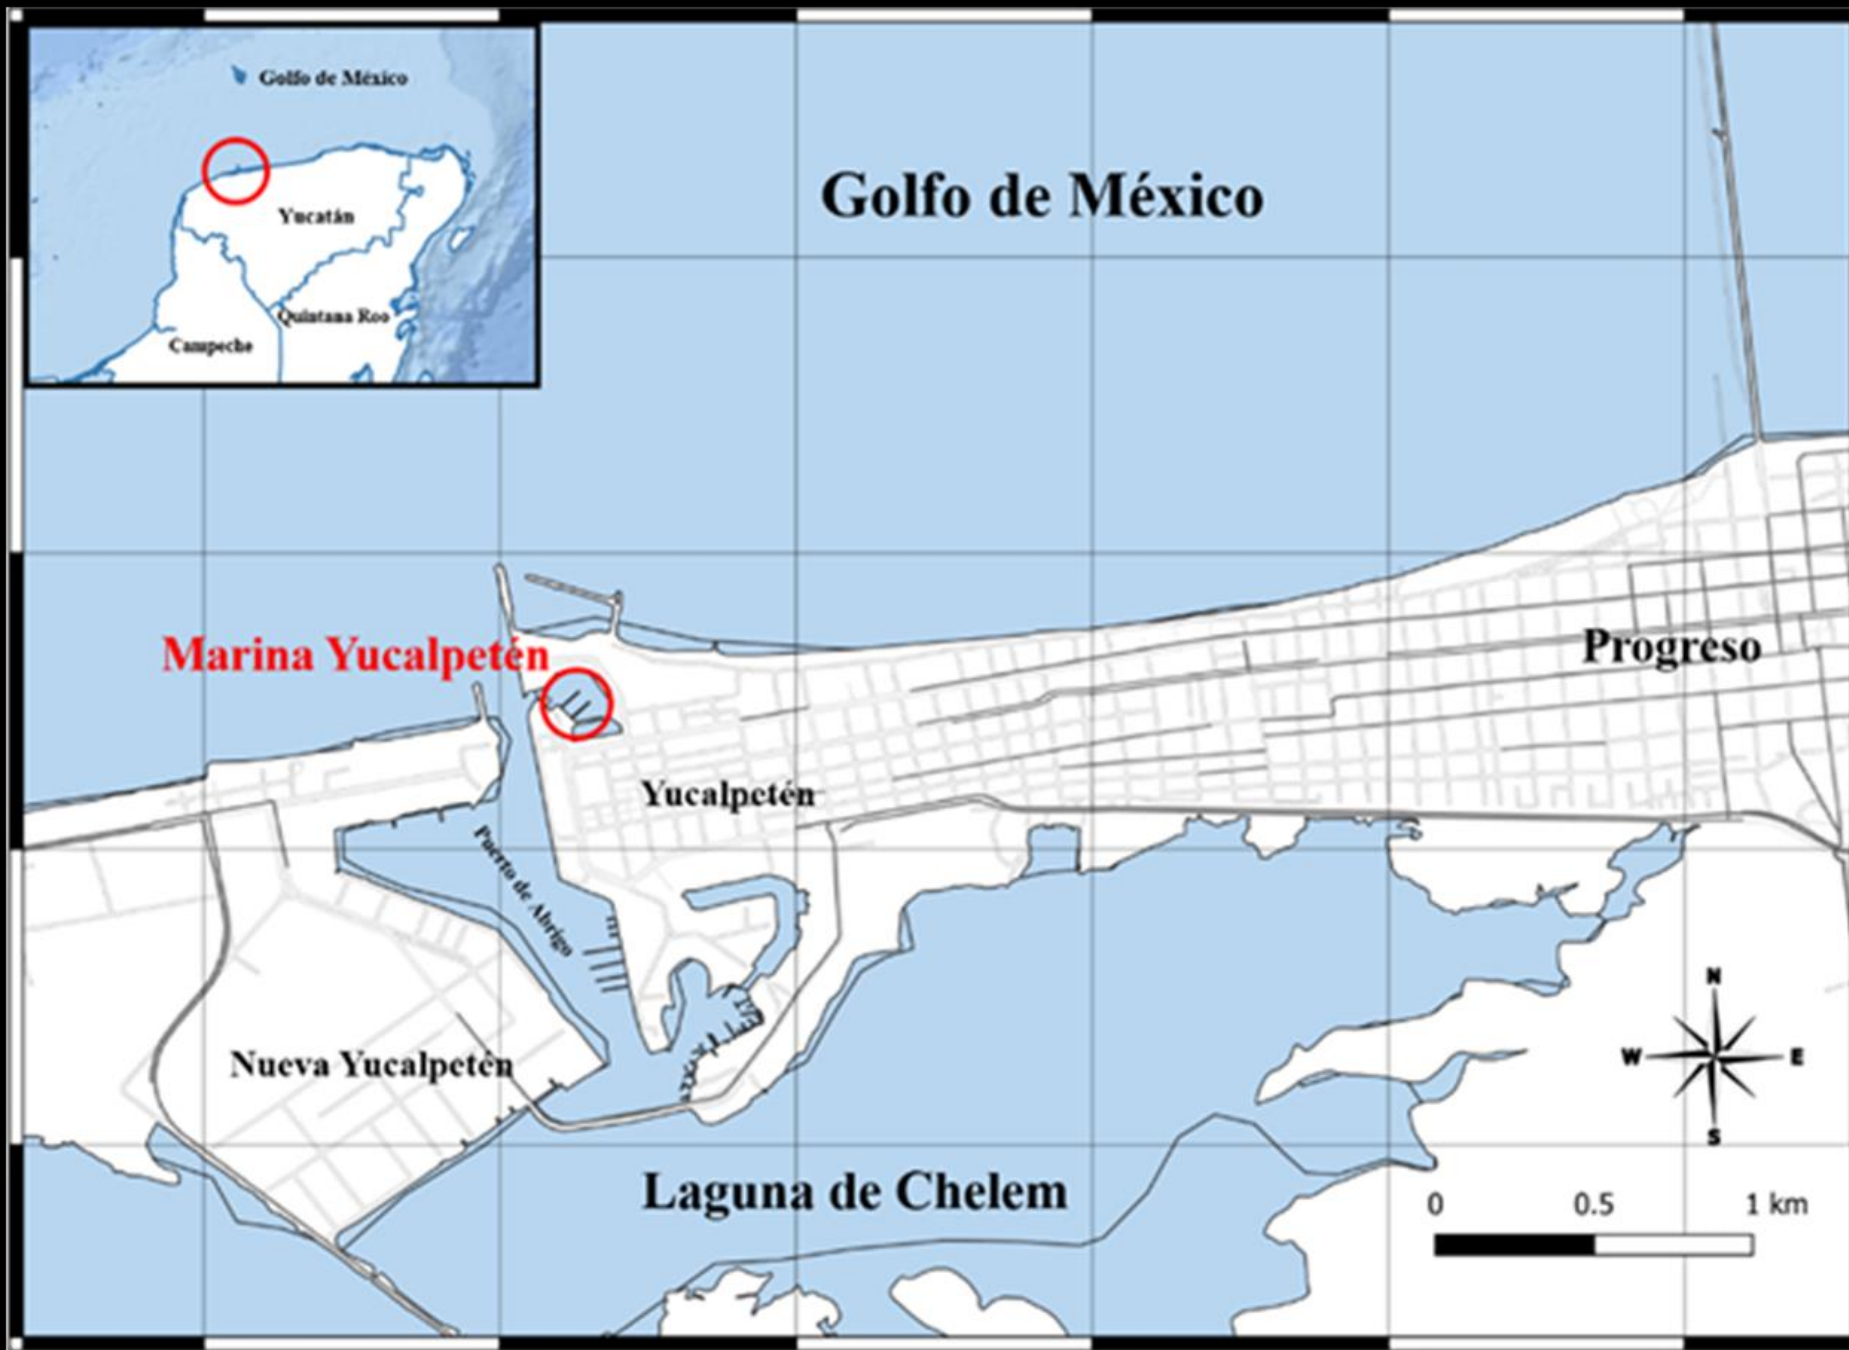 Golfo de México
Yucatán
Quintana Roo
Campeche
Golfo de México
Marina Yucalpetén
Progreso
Yucalpetén
Puerto de Abrigo
Nueva Yucalpetén
Laguna de Chelem
N
W E
S
0 0.5 1 km